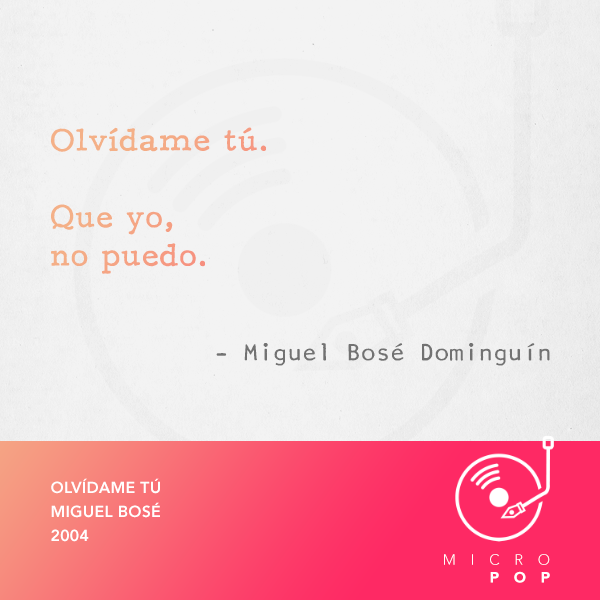 Olvídame tú.
Que yo,
no puedo.
– Miguel Bosé Dominguín
OLVÍDAME TÚ
MIGUEL BOSÉ
2004
MICRO
POP